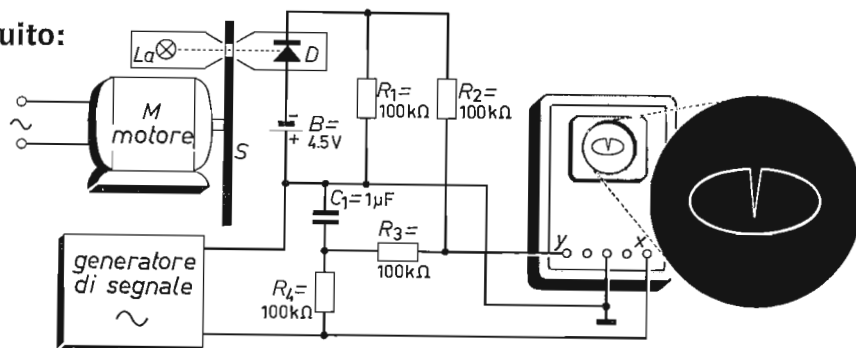 uito:
La
D
M
motore
S
−
+
B=
4.5V
R₁=
100kΩ
R₂=
100kΩ
C₁=1μF
R₃=
100kΩ
R₄=
100kΩ
generatore
di segnale
~
y
x